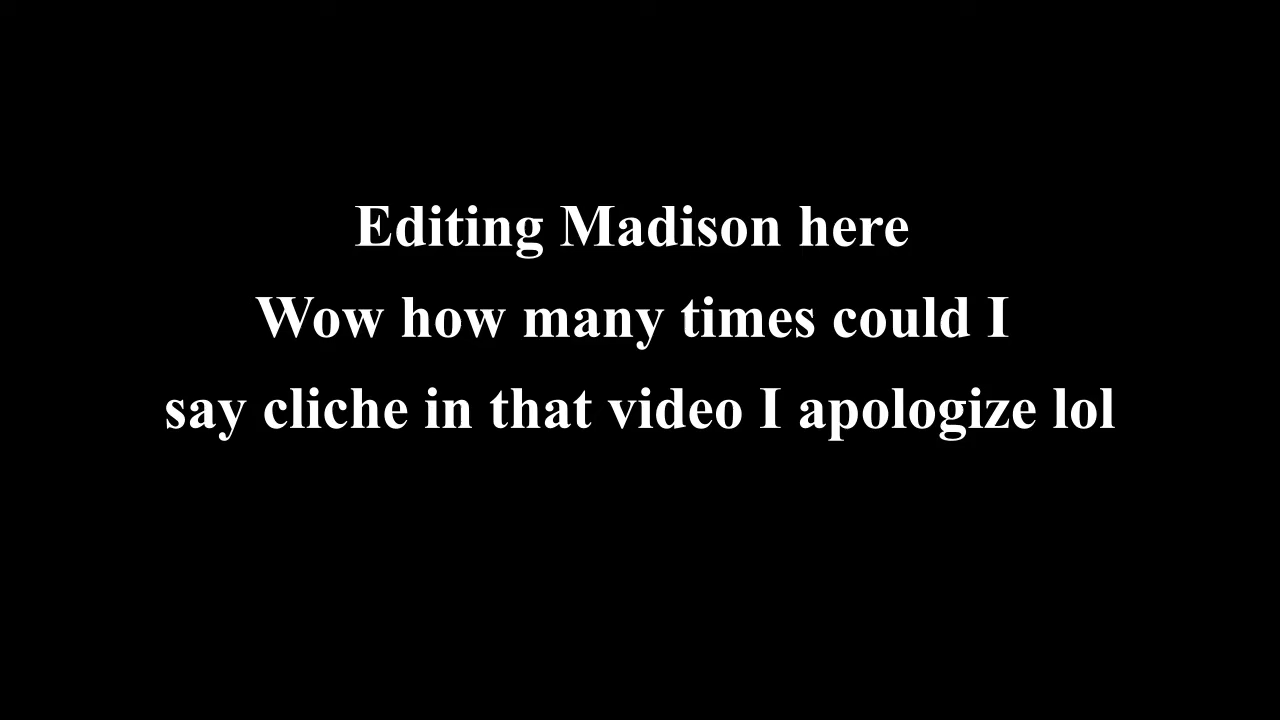 Editing Madison here
Wow how many times could I
say cliche in that video I apologize lol